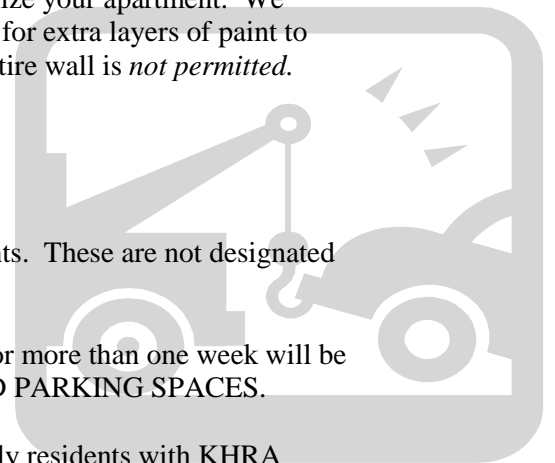 ize your apartment. We
for extra layers of paint to
tire wall is not permitted.
nts. These are not designated
or more than one week will be
D PARKING SPACES.
ly residents with KHRA